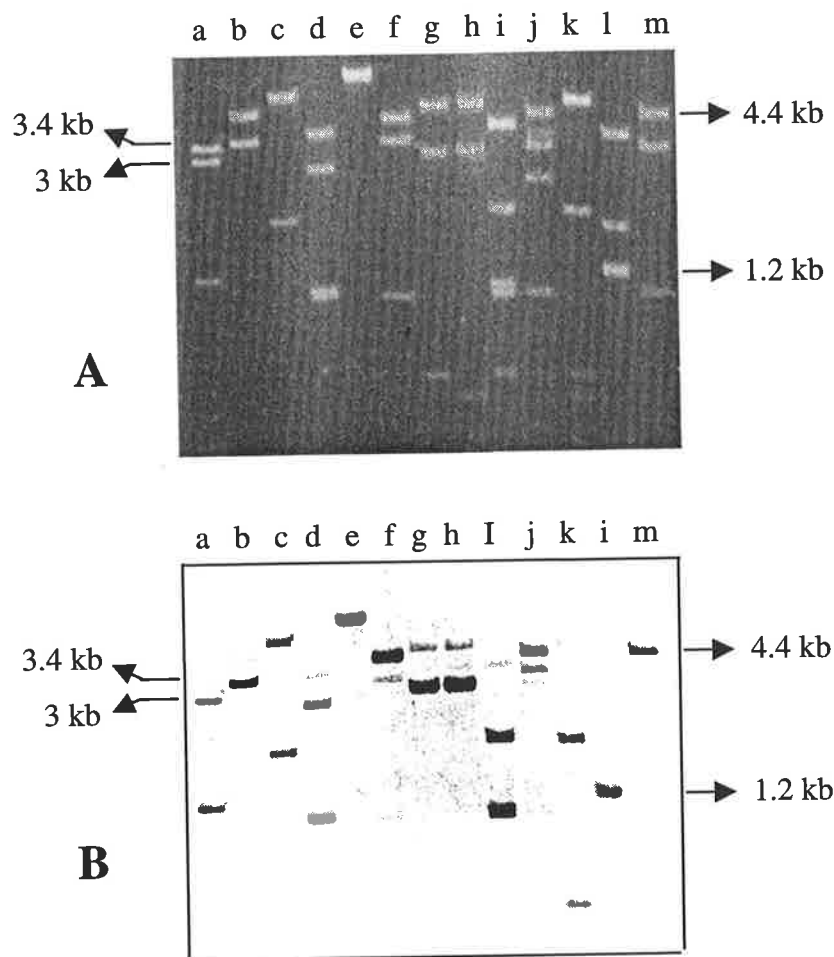 a b c d e f g h i j k l m
3.4 kb
3 kb
4.4 kb
1.2 kb
A
a b c d e f g h I j k i m
3.4 kb
3 kb
4.4 kb
1.2 kb
B